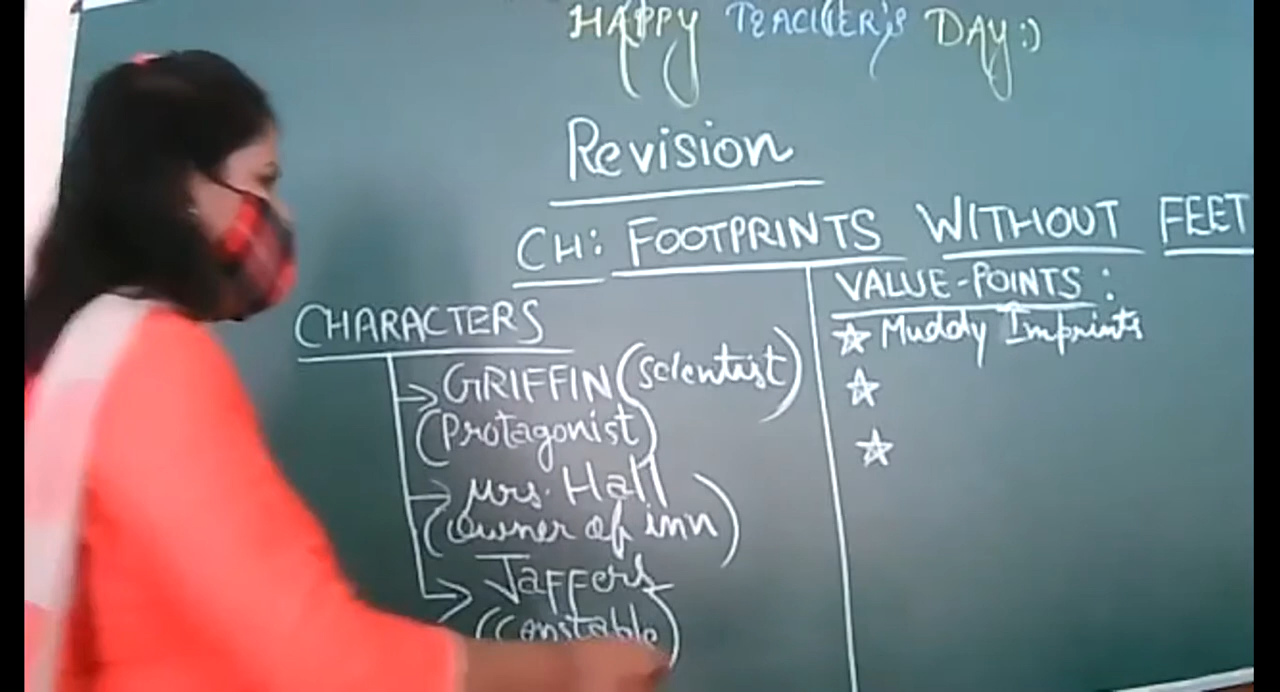 HAPPY TEACHER'S DAY:)
Revision
CH: FOOTPRINTS WITHOUT FEET
CHARACTERS
GRIFFIN (Scientist)
(Protagonist)
Mrs. Hall
(Owner of inn)
Jaffers
(Constable)
VALUE-POINTS:
Muddy Imprints